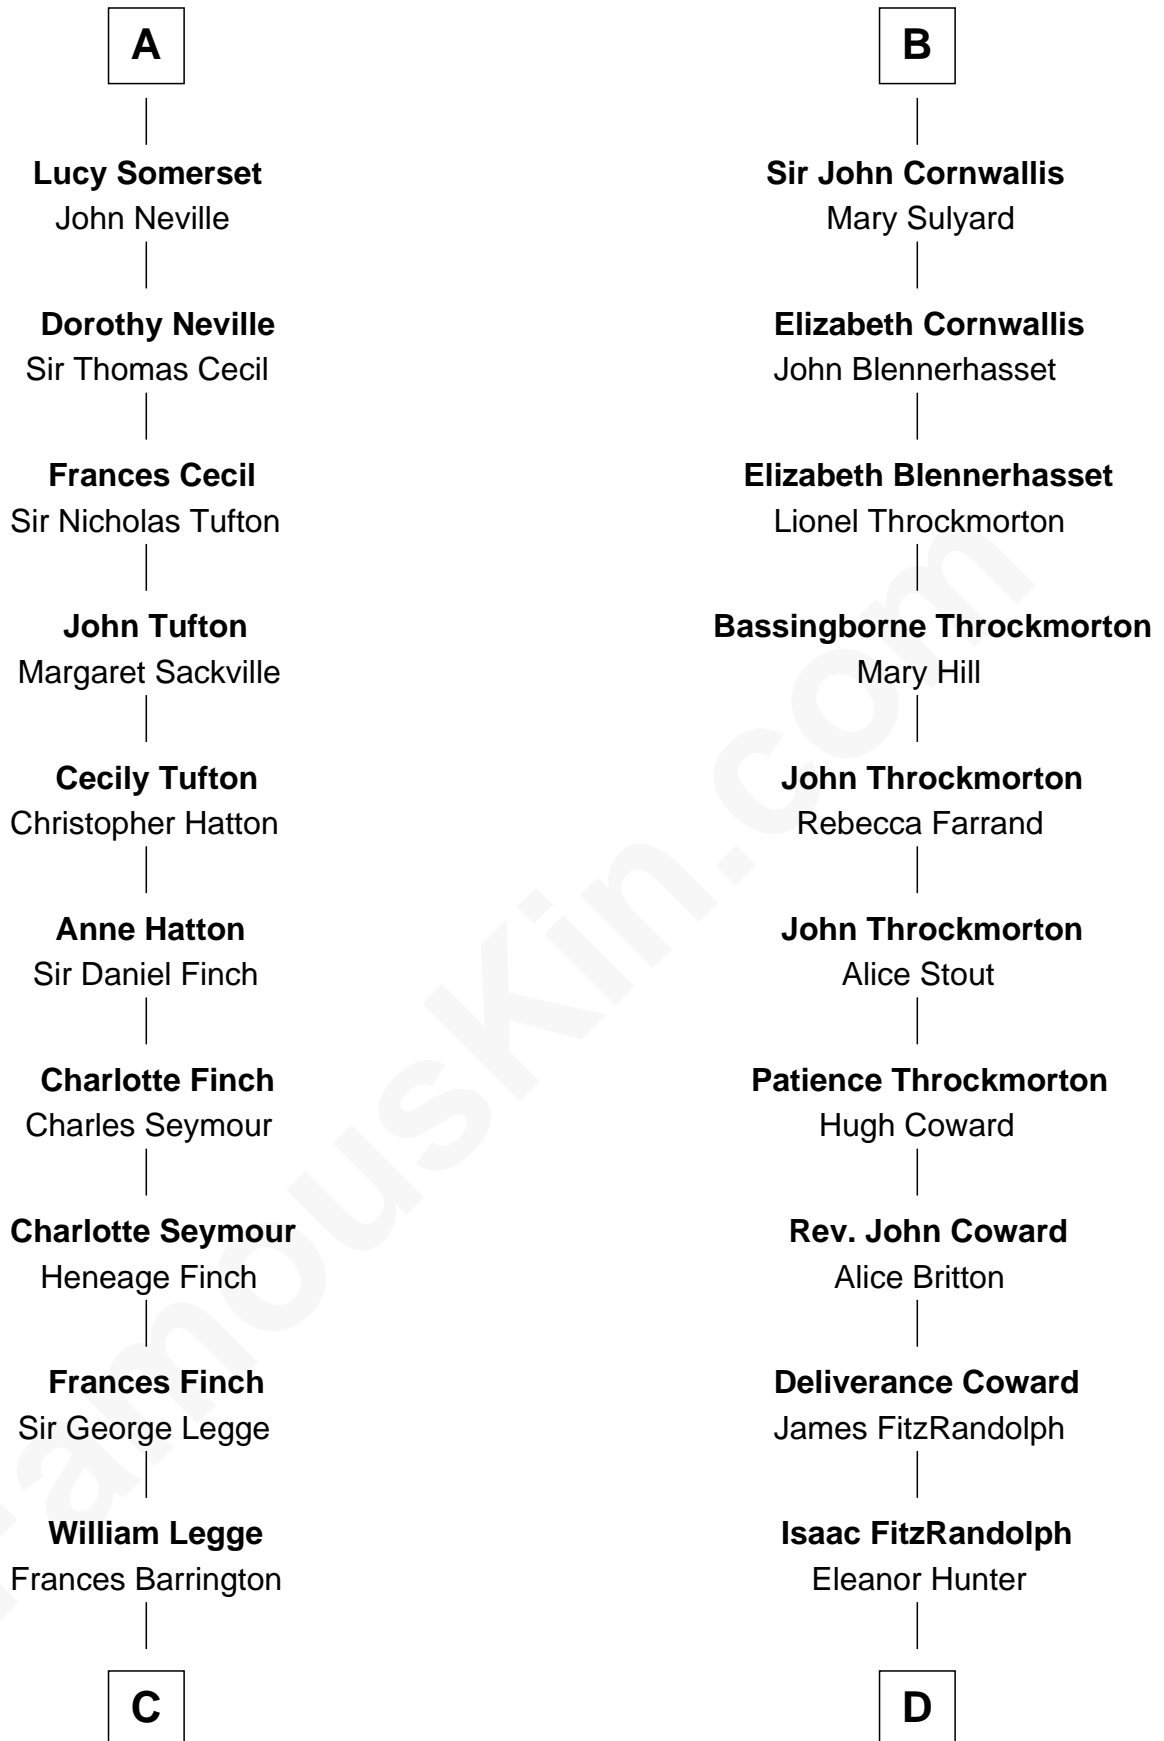 A
Lucy Somerset
John Neville
Dorothy Neville
Sir Thomas Cecil
Frances Cecil
Sir Nicholas Tufton
John Tufton
Margaret Sackville
Cecily Tufton
Christopher Hatton
Anne Hatton
Sir Daniel Finch
Charlotte Finch
Charles Seymour
Charlotte Seymour
Heneage Finch
Frances Finch
Sir George Legge
William Legge
Frances Barrington
C
B
Sir John Cornwallis
Mary Sulyard
Elizabeth Cornwallis
John Blennerhasset
Elizabeth Blennerhasset
Lionel Throckmorton
Bassingborne Throckmorton
Mary Hill
John Throckmorton
Rebecca Farrand
John Throckmorton
Alice Stout
Patience Throckmorton
Hugh Coward
Rev. John Coward
Alice Britton
Deliverance Coward
James FitzRandolph
Isaac FitzRandolph
Eleanor Hunter
D
FamousKin.com